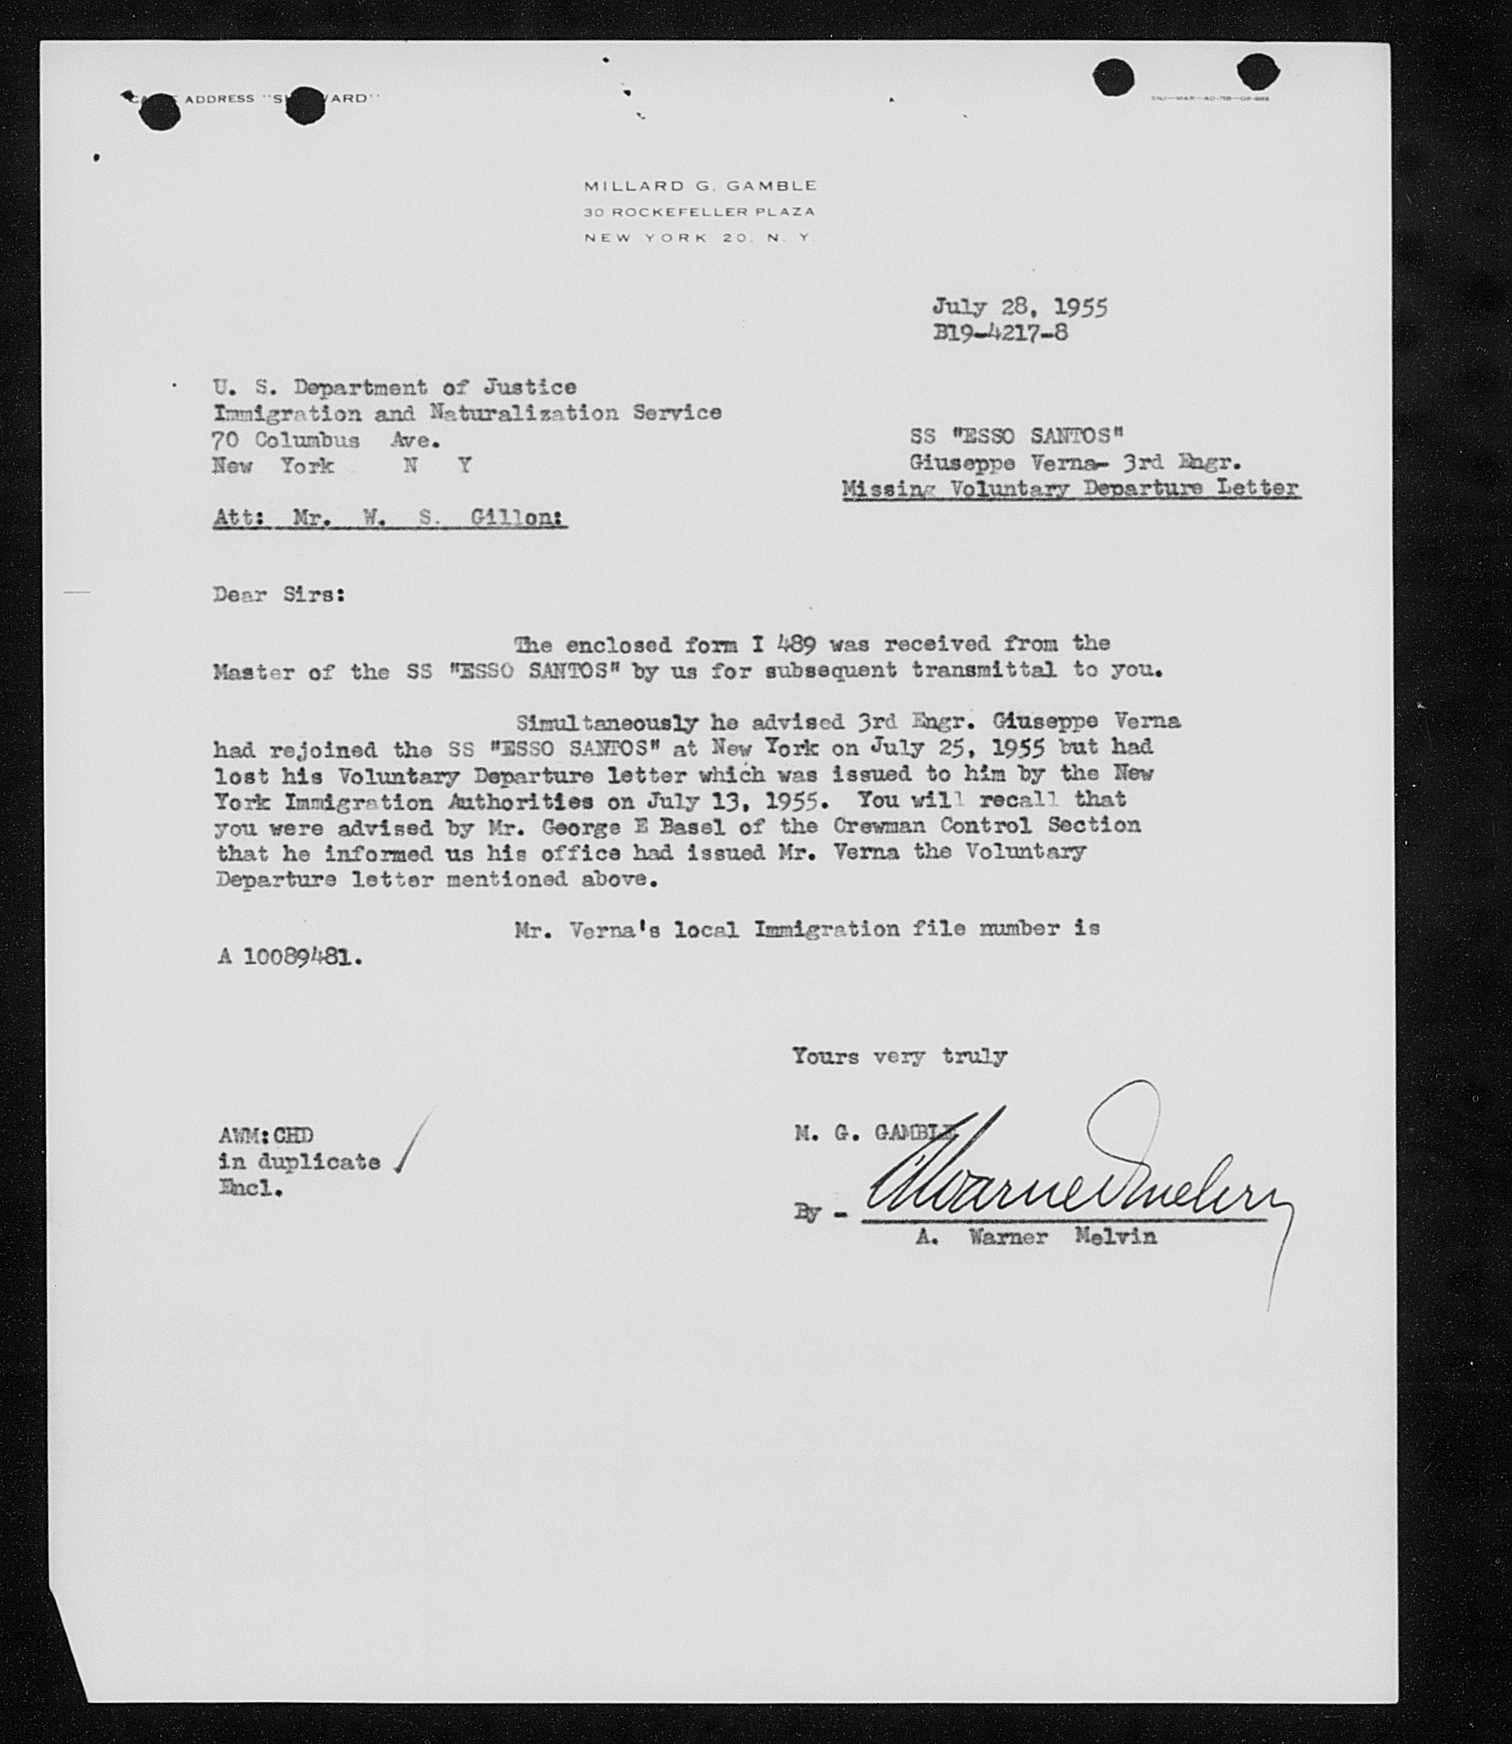 ADDRESS
MILLARD G. GAMBLE
30 ROCKEFELLER PLAZA
NEW YORK 20, N. Y.
July 28, 1955
B19-4217-8
U. S. Department of Justice
Immigration and Naturalization Service
70 Columbus Ave.
New York N Y
SS "ESSO SANTOS"
Giuseppe Verna- 3rd Engr.
Missing Voluntary Departure Letter
Att: Mr. W. S. Gillon:
Dear Sirs:
The enclosed form I 489 was received from the
Master of the SS "ESSO SANTOS" by us for subsequent transmittal to you.
Simultaneously he advised 3rd Engr. Giuseppe Verna
had rejoined the SS "ESSO SANTOS" at New York on July 25, 1955 but had
lost his Voluntary Departure letter which was issued to him by the New
York Immigration Authorities on July 13, 1955. You will recall that
you were advised by Mr. George E Basel of the Crewman Control Section
that he informed us his office had issued Mr. Verna the Voluntary
Departure letter mentioned above.
Mr. Verna's local Immigration file number is
A 10089481.
Yours very truly
AWM:CHD
in duplicate
Encl.
M. G. GAMBLE
By - A Warner Melvin
A. Warner Melvin